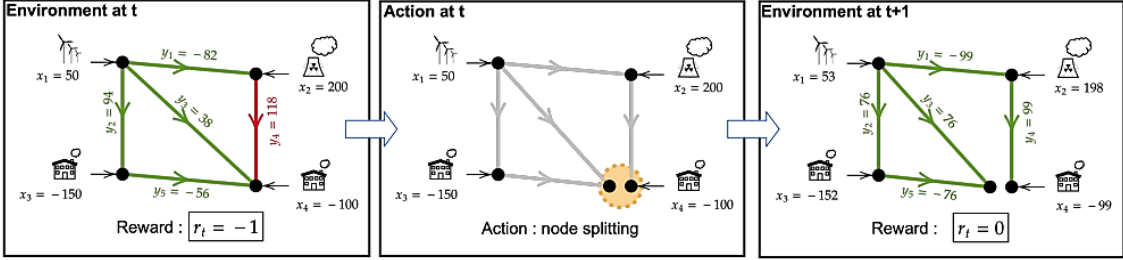 Environment at t
y₁ = −82
x₁ = 50
x₂ = 200
y₂ = 94
y₃ = 38
y₄ = 118
x₃ = −150
y₅ = −56
x₄ = −100
Reward : rₜ = −1
Action at t
x₁ = 50
x₂ = 200
x₃ = −150
x₄ = −100
Action : node splitting
Environment at t+1
y₁ = −99
x₁ = 53
x₂ = 198
y₂ = 76
y₃ = 76
y₄ = 99
x₃ = −152
y₅ = −76
x₄ = −99
Reward : rₜ = 0